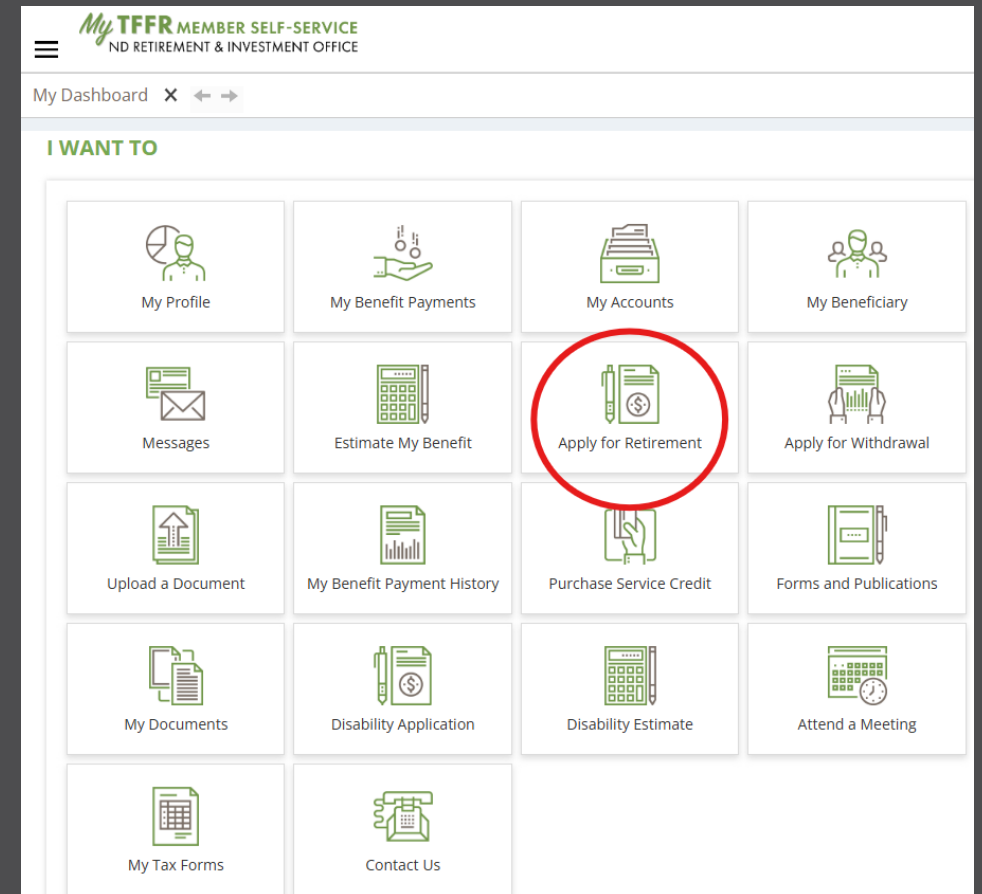 My TFFR MEMBER SELF-SERVICE
ND RETIREMENT & INVESTMENT OFFICE
My Dashboard
I WANT TO
My Profile
My Benefit Payments
My Accounts
My Beneficiary
Messages
Estimate My Benefit
Apply for Retirement
Apply for Withdrawal
Upload a Document
My Benefit Payment History
Purchase Service Credit
Forms and Publications
My Documents
Disability Application
Disability Estimate
Attend a Meeting
My Tax Forms
Contact Us